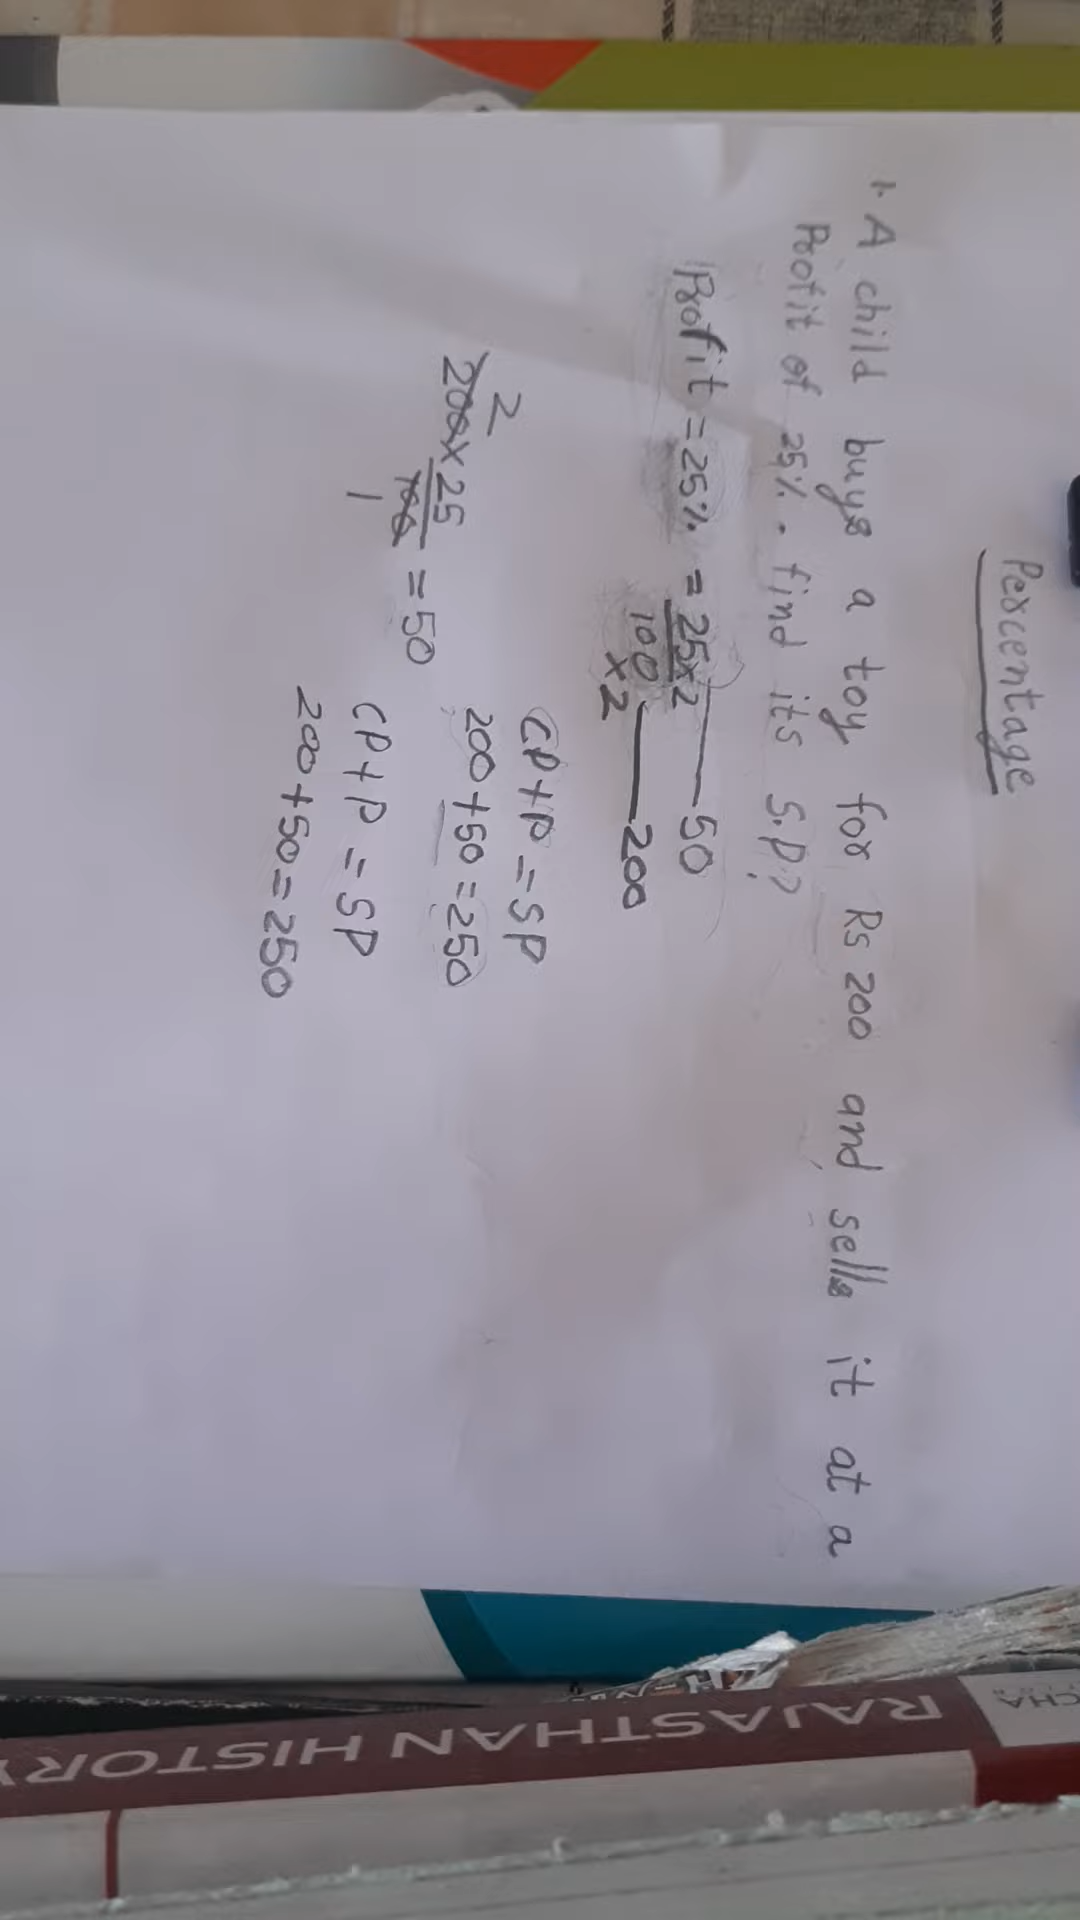 Percentage
1. A child buys a toy for Rs 200 and sells it at a
Profit of 25%. find its S.P?
Profit = 25% = 25×2 — 50
100 — 200
×2
CP + P = SP
200 + 50 = 250
2
200 × 25
100 = 50
1
CP + P = SP
200 + 50 = 250
RAJASTHAN HISTORY
CHA